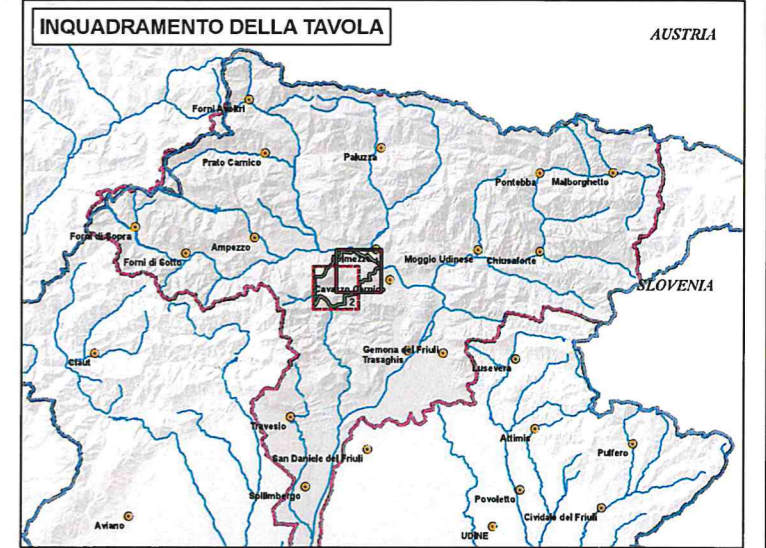 INQUADRAMENTO DELLA TAVOLA
AUSTRIA
Forni Avoltri
Prato Carnico
Paluzza
Pontebba
Malborghetto
Forni di Sopra
Ampezzo
Forni di Sotto
Moggio Udinese
Chiusaforte
Cavazzo Carnico
2
SLOVENIA
Claut
Gemona del Friuli
Trasaghis
Lusevera
Travesio
Attimis
San Daniele del Friuli
Pulfero
Spilimbergo
Povoletto
Cividale del Friuli
Aviano
UDINE